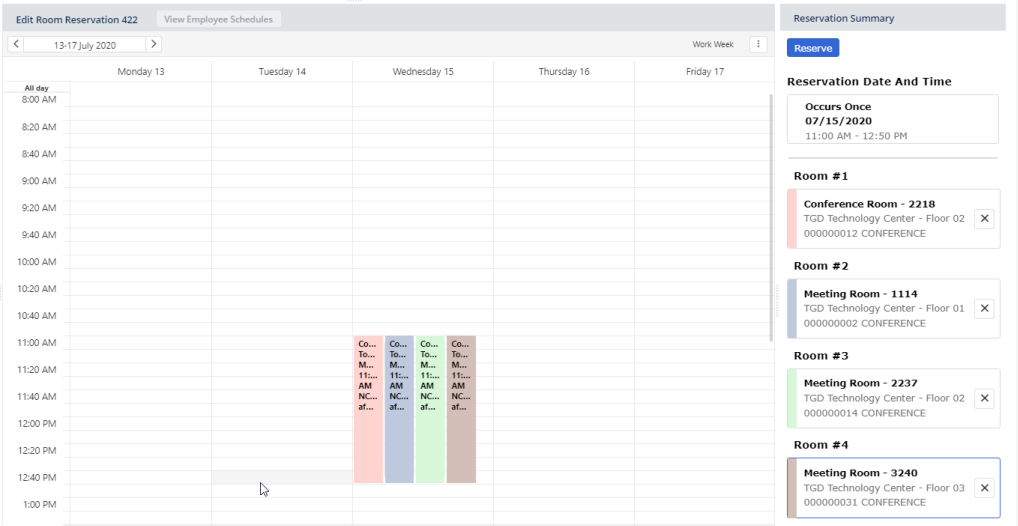 Edit Room Reservation 422
View Employee Schedules
13-17 July 2020
Work Week
Monday 13
Tuesday 14
Wednesday 15
Thursday 16
Friday 17
All day
8:00 AM
8:20 AM
8:40 AM
9:00 AM
9:20 AM
9:40 AM
10:00 AM
10:20 AM
10:40 AM
11:00 AM
11:20 AM
11:40 AM
12:00 PM
12:20 PM
12:40 PM
1:00 PM
Co... Co... Co... Co...
To... To... To... To...
M... M... M... M...
11:... 11:... 11:... 11:...
AM AM AM AM
NC... NC... NC... NC...
af... af... af... af...
Reservation Summary
Reserve
Reservation Date And Time
Occurs Once
07/15/2020
11:00 AM - 12:50 PM
Room #1
Conference Room - 2218
TGD Technology Center - Floor 02
000000012 CONFERENCE
Room #2
Meeting Room - 1114
TGD Technology Center - Floor 01
000000002 CONFERENCE
Room #3
Meeting Room - 2237
TGD Technology Center - Floor 02
000000014 CONFERENCE
Room #4
Meeting Room - 3240
TGD Technology Center - Floor 03
000000031 CONFERENCE